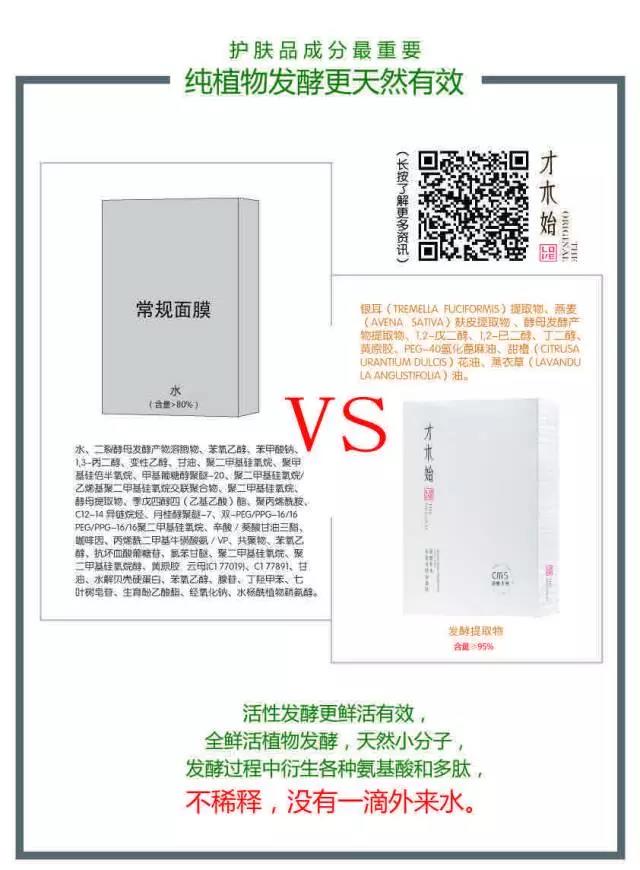 护肤品成分最重要
纯植物发酵更天然有效
（长按了解更多资讯）
才木始
THE
ORIGINAL
LO
VE
常规面膜
水
（含量>80%）
水、二裂酵母发酵产物溶胞物、苯氧乙醇、苯甲酸钠、
1,3-丙二醇、变性乙醇、甘油、聚二甲基硅氧烷、聚甲
基硅倍半氧烷、甲基葡糖醇聚醚-20、聚二甲基硅氧烷/
乙烯基聚二甲基硅氧烷交联聚合物、聚二甲基硅氧烷、
酵母提取物、季戊四醇四（乙基乙酸）酯、聚丙烯酰胺、
C12-14 异链烷烃、月桂醇聚醚-7、双-PEG/PPG-16/16
PEG/PPG-16/16聚二甲基硅氧烷、辛酸／葵酸甘油三酯、
咖啡因、丙烯酰二甲基牛磺酸氨 / VP、共聚物、苯氧乙
醇、抗坏血酸葡糖苷、氯苯甘醚、聚二甲基硅氧烷、聚
二甲基硅氧烷醇、黄原胶 云母(C1 77019)、C1 77891、甘
油、水解贝壳硬蛋白、苯氧乙醇、腺苷、丁羟甲苯、七
叶树皂苷、生育酚乙酸酯、经氧化钠、水杨酰植物鞘氨醇。
VS
银耳（TREMELLA FUCIFORMIS）提取物、燕麦
（AVENA SATIVA）麸皮提取物 、酵母发酵产
物提取物、1,2-戊二醇、1,2-已二醇、丁二醇、
黄原胶、PEG-40氢化蓖麻油、甜橙（CITRUSA
URANTIUM DULCIS）花油、薰衣草（LAVANDU
LA ANGUSTIFOLIA）油。
才木始
CMS
发酵提取物
含量≥95%
活性发酵更鲜活有效，
全鲜活植物发酵，天然小分子，
发酵过程中衍生各种氨基酸和多肽，
不稀释，没有一滴外来水。